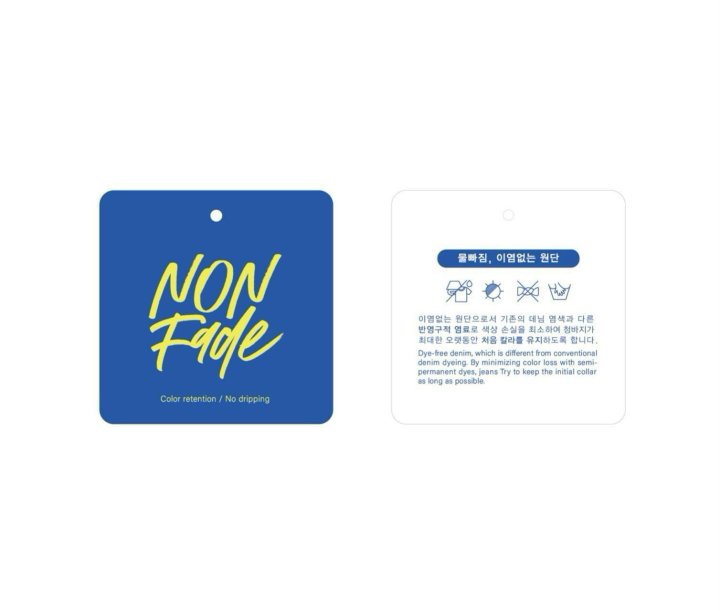 NON
Fade
Color retention / No dripping
물빠짐, 이염없는 원단
이염없는 원단으로서 기존의 데님 염색과 다른
반영구적 염료로 색상 손실을 최소하여 청바지가
최대한 오랫동안 처음 칼라를 유지하도록 합니다.
Dye-free denim, which is different from conventional
denim dyeing. By minimizing color loss with semi-
permanent dyes, jeans Try to keep the initial collar
as long as possible.